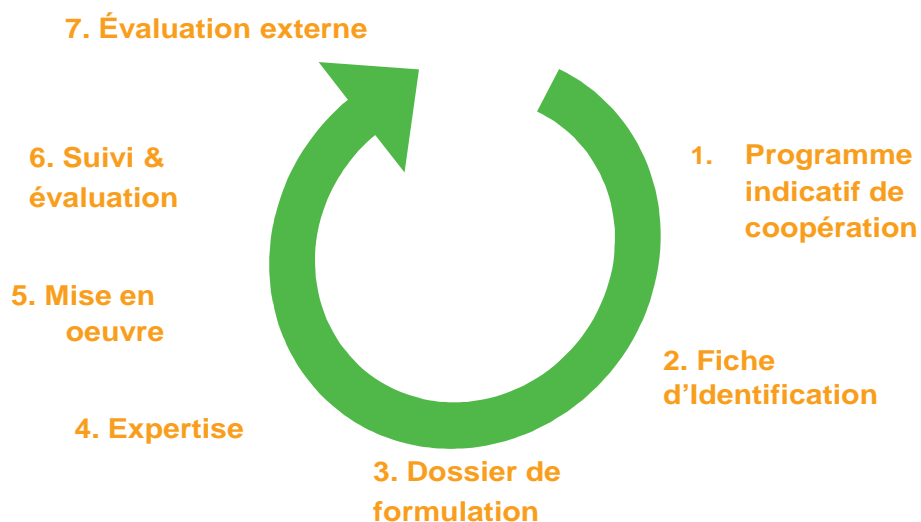 7. Évaluation externe
1. Programme
indicatif de
coopération
2. Fiche
d’Identification
3. Dossier de
formulation
4. Expertise
5. Mise en
oeuvre
6. Suivi &
évaluation